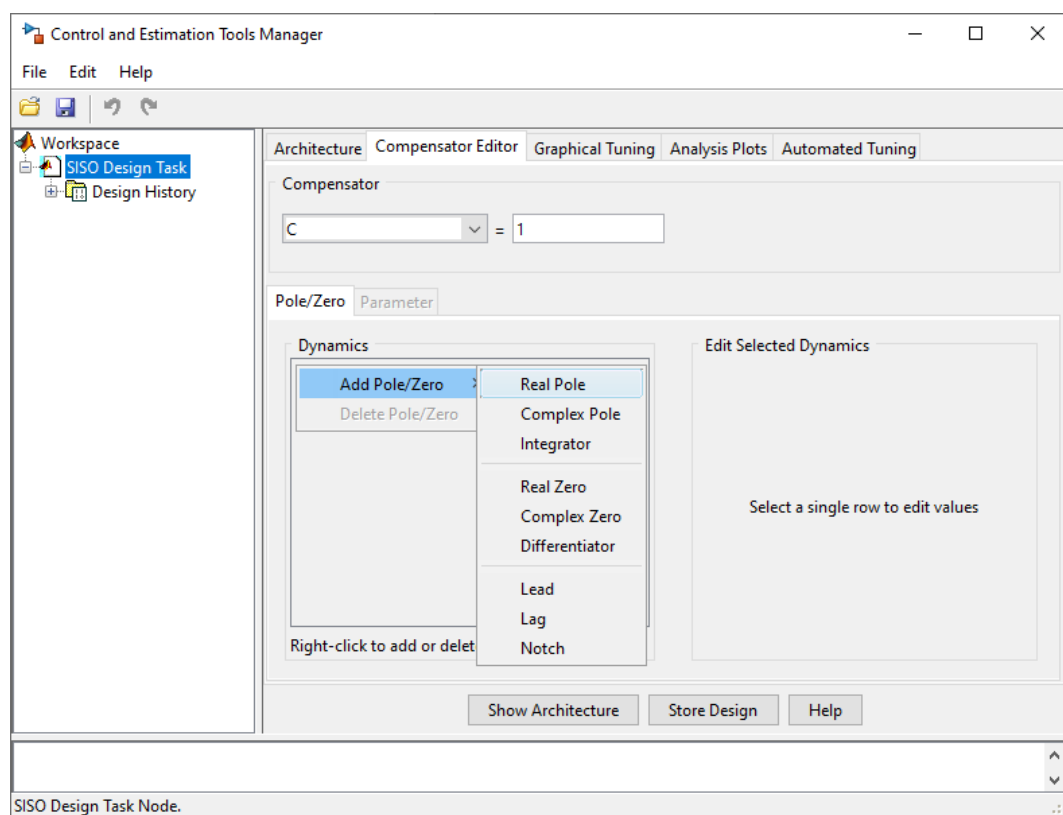 Control and Estimation Tools Manager
File Edit Help
Workspace
SISO Design Task
Design History
Architecture Compensator Editor Graphical Tuning Analysis Plots Automated Tuning
Compensator
C = 1
Pole/Zero Parameter
Dynamics
Edit Selected Dynamics
Add Pole/Zero
Delete Pole/Zero
Real Pole
Complex Pole
Integrator
Real Zero
Complex Zero
Differentiator
Lead
Lag
Notch
Select a single row to edit values
Right-click to add or delet
Show Architecture Store Design Help
SISO Design Task Node.